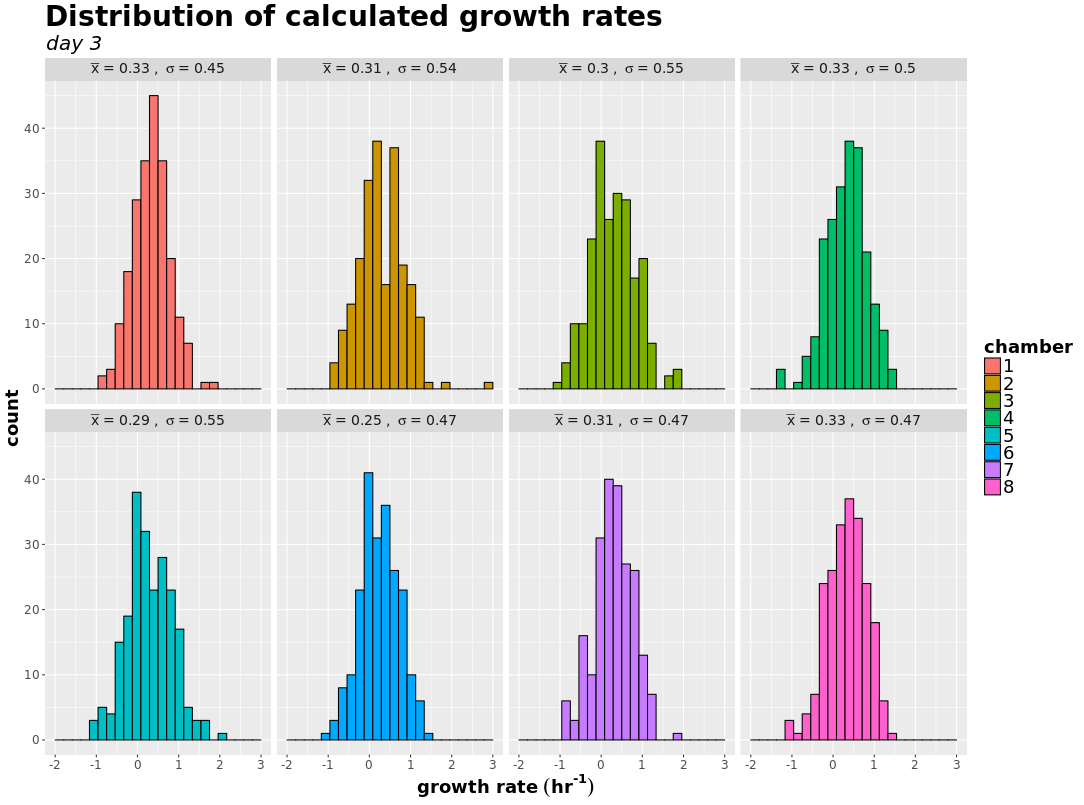 Distribution of calculated growth rates
day 3
x̅ = 0.33 , σ = 0.45
x̅ = 0.31 , σ = 0.54
x̅ = 0.3 , σ = 0.55
x̅ = 0.33 , σ = 0.5
40
30
20
10
0
x̅ = 0.29 , σ = 0.55
x̅ = 0.25 , σ = 0.47
x̅ = 0.31 , σ = 0.47
x̅ = 0.33 , σ = 0.47
40
30
20
10
0
-2 -1 0 1 2 3
-2 -1 0 1 2 3
-2 -1 0 1 2 3
-2 -1 0 1 2 3
count
growth rate (hr⁻¹)
chamber
1
2
3
4
5
6
7
8